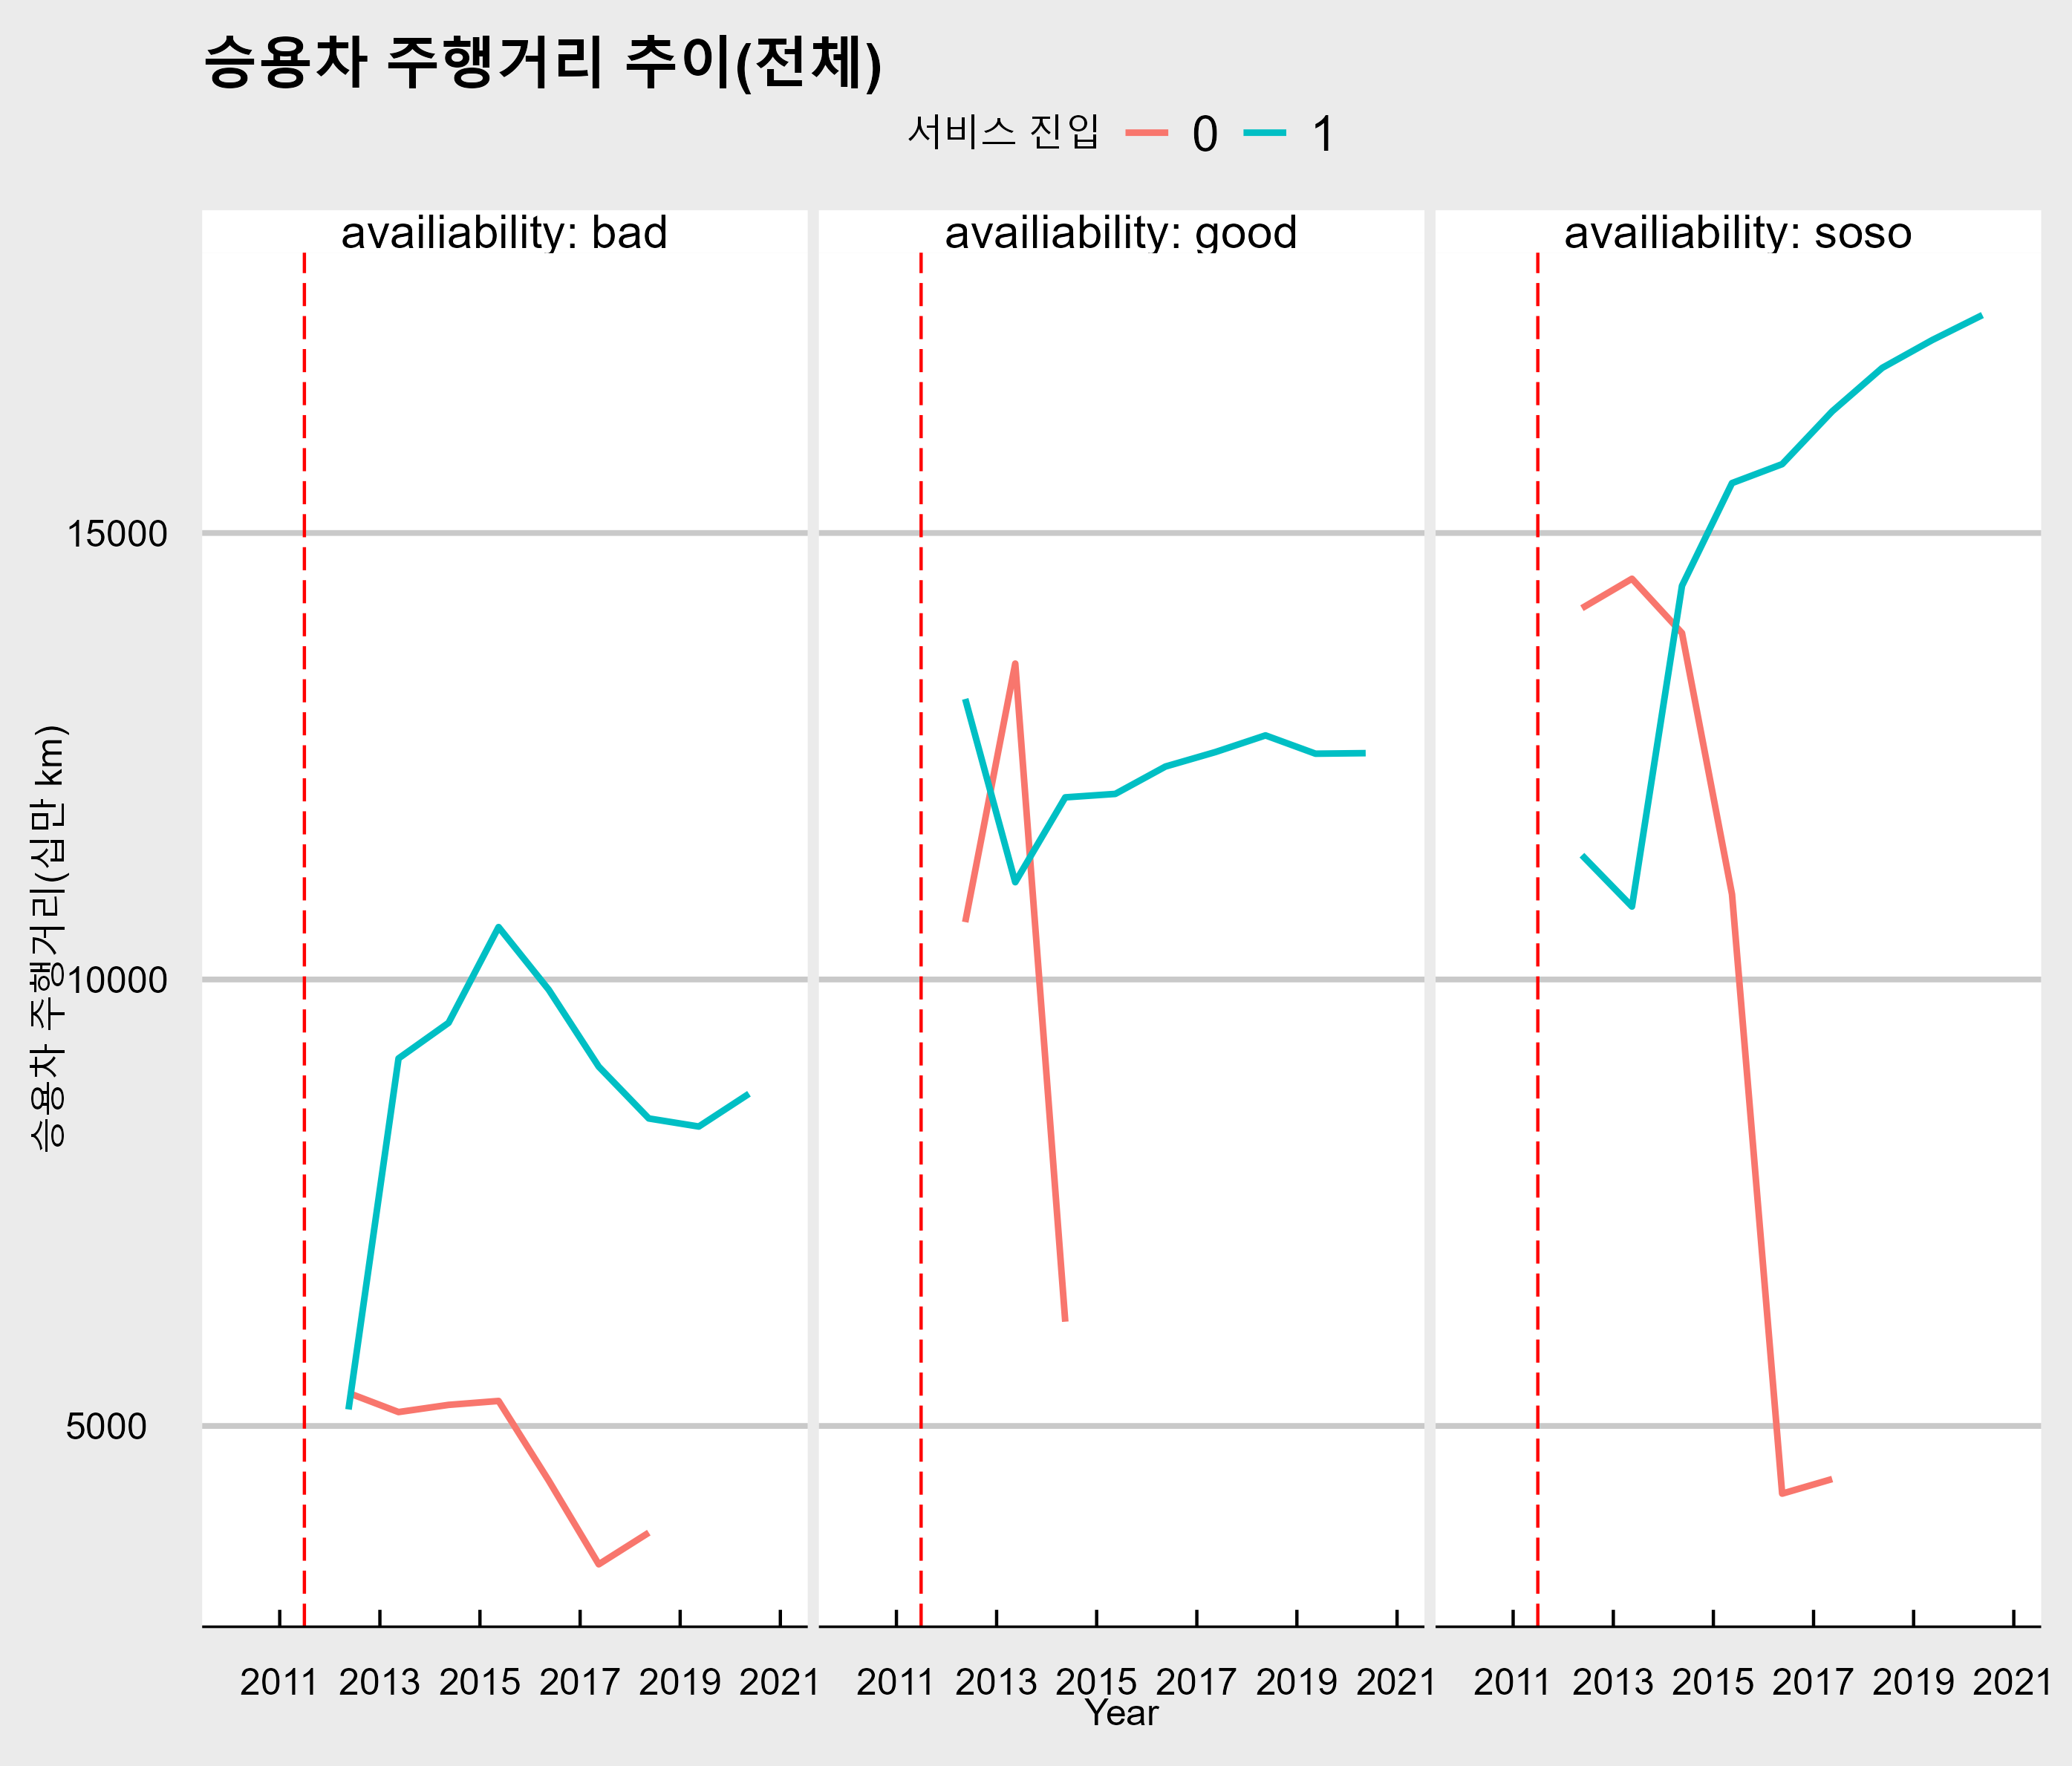 승용차 주행거리 추이(전체)
서비스 진입 0 1
availiability: bad availiability: good availiability: soso
15000
10000
5000
승용차 주행거리(십만 km)
2011 2013 2015 2017 2019 2021 2011 2013 2015 2017 2019 2021 2011 2013 2015 2017 2019 2021
Year